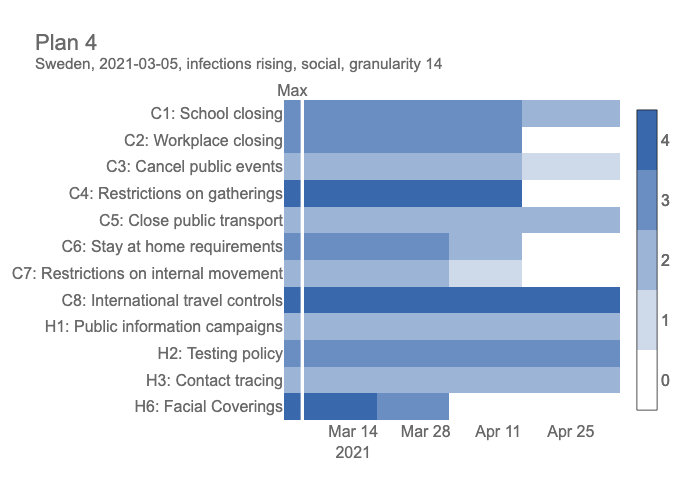 Plan 4
Sweden, 2021-03-05, infections rising, social, granularity 14
Max
C1: School closing
C2: Workplace closing
C3: Cancel public events
C4: Restrictions on gatherings
C5: Close public transport
C6: Stay at home requirements
C7: Restrictions on internal movement
C8: International travel controls
H1: Public information campaigns
H2: Testing policy
H3: Contact tracing
H6: Facial Coverings
Mar 14 Mar 28 Apr 11 Apr 25
2021
4
3
2
1
0